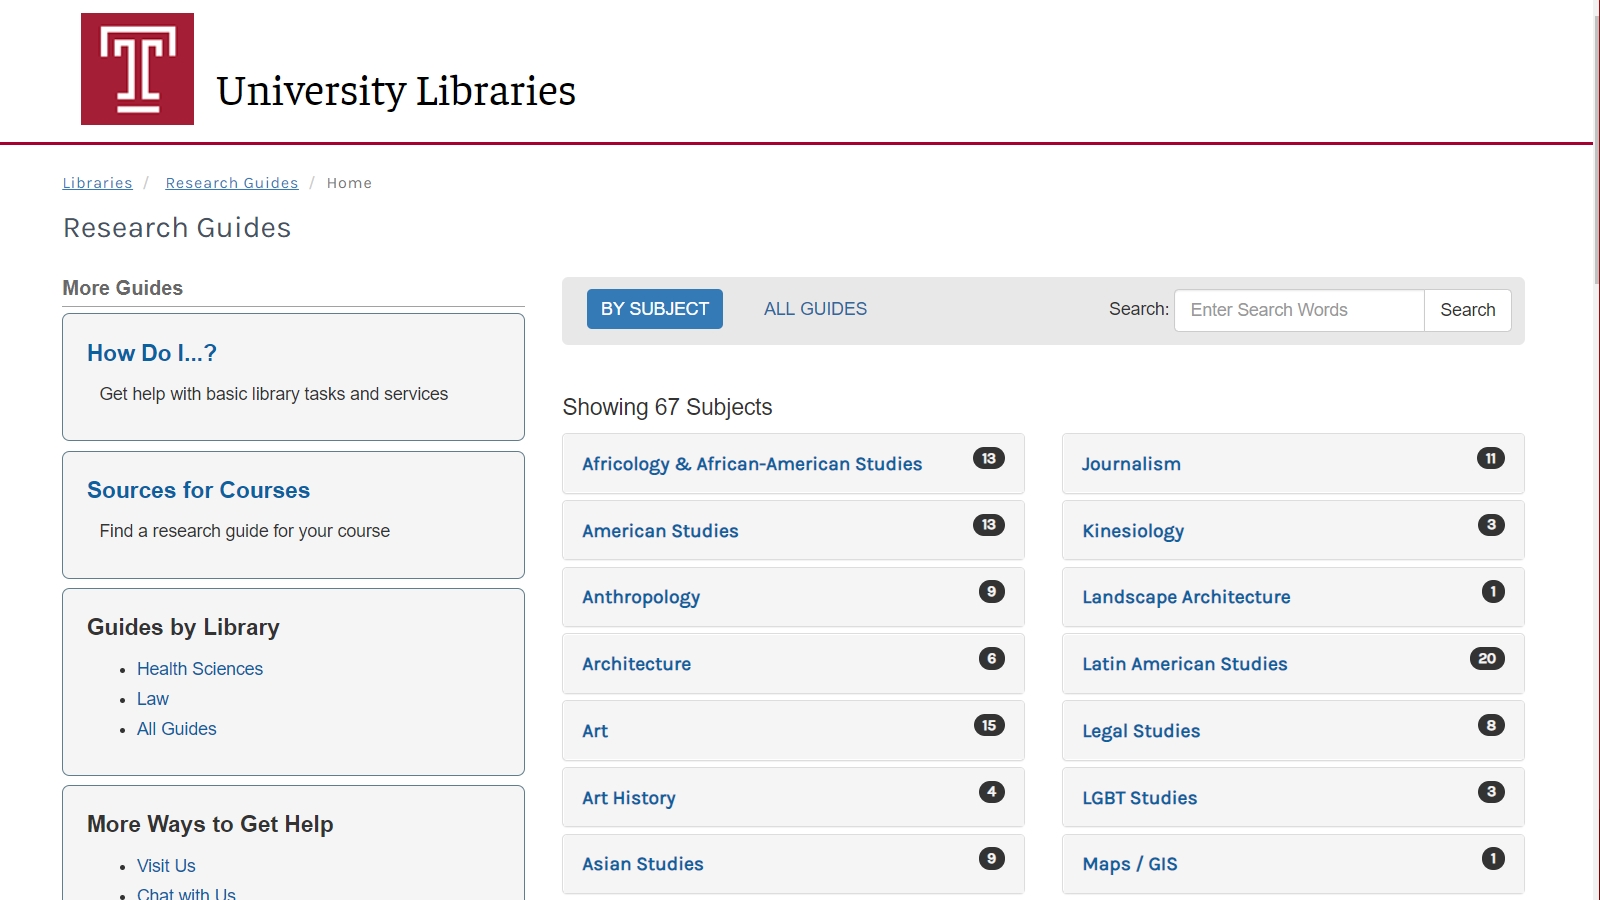 University Libraries
Libraries / Research Guides / Home
Research Guides
More Guides
How Do I...?
Get help with basic library tasks and services
Sources for Courses
Find a research guide for your course
Guides by Library
• Health Sciences
• Law
• All Guides
More Ways to Get Help
• Visit Us
• Chat with Us
BY SUBJECT
ALL GUIDES
Search: Enter Search Words Search
Showing 67 Subjects
Africology & African-American Studies 13
American Studies 13
Anthropology 9
Architecture 6
Art 15
Art History 4
Asian Studies 9
Journalism 11
Kinesiology 3
Landscape Architecture 1
Latin American Studies 20
Legal Studies 8
LGBT Studies 3
Maps / GIS 1